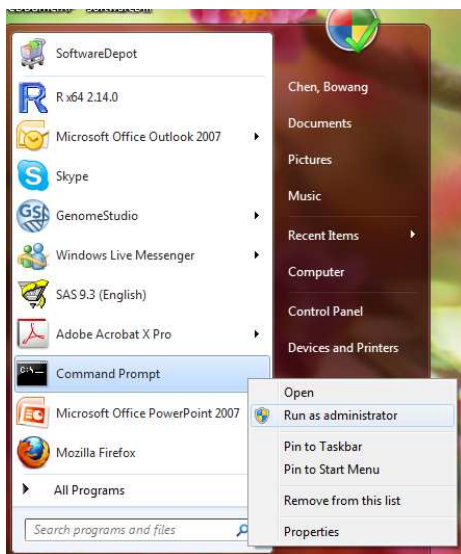 SoftwareDepot
R x64 2.14.0
Microsoft Office Outlook 2007
Skype
GenomeStudio
Windows Live Messenger
SAS 9.3 (English)
Adobe Acrobat X Pro
Command Prompt
Microsoft Office PowerPoint 2007
Mozilla Firefox
All Programs
Search programs and files
Chen, Bowang
Documents
Pictures
Music
Recent Items
Computer
Control Panel
Devices and Printers
Open
Run as administrator
Pin to Taskbar
Pin to Start Menu
Remove from this list
Properties